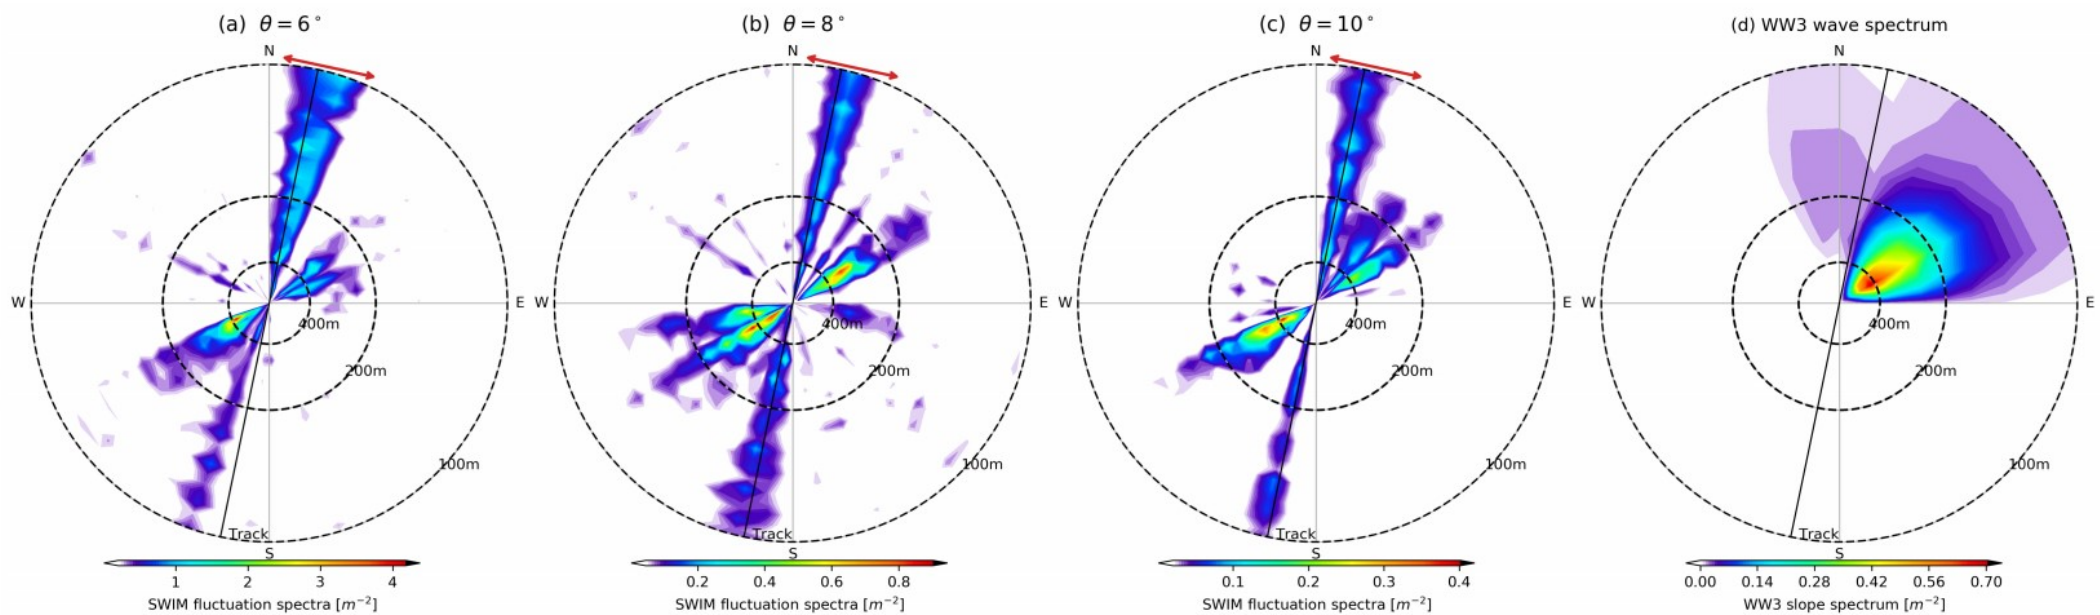 (a) θ = 6°
N
W
E
400m
200m
100m
Track
S
1 2 3 4
SWIM fluctuation spectra [m⁻²]
(b) θ = 8°
N
W
E
400m
200m
100m
Track
S
0.2 0.4 0.6 0.8
SWIM fluctuation spectra [m⁻²]
(c) θ = 10°
N
W
E
400m
200m
100m
Track
S
0.1 0.2 0.3 0.4
SWIM fluctuation spectra [m⁻²]
(d) WW3 wave spectrum
N
W
E
400m
200m
100m
Track
S
0.00 0.14 0.28 0.42 0.56 0.70
WW3 slope spectrum [m⁻²]